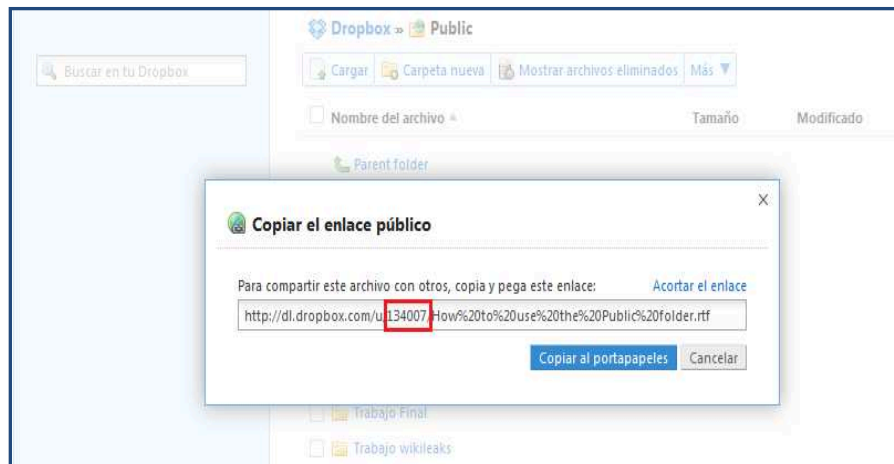 Dropbox » Public
Buscar en tu Dropbox
Cargar Carpeta nueva Mostrar archivos eliminados Más ▼
Nombre del archivo Tamaño Modificado
Parent folder
Copiar el enlace público X
Para compartir este archivo con otros, copia y pega este enlace: Acortar el enlace
http://dl.dropbox.com/u/134007/How%20to%20use%20the%20Public%20folder.rtf
Copiar al portapapeles Cancelar
Trabajo Final
Trabajo wikileaks